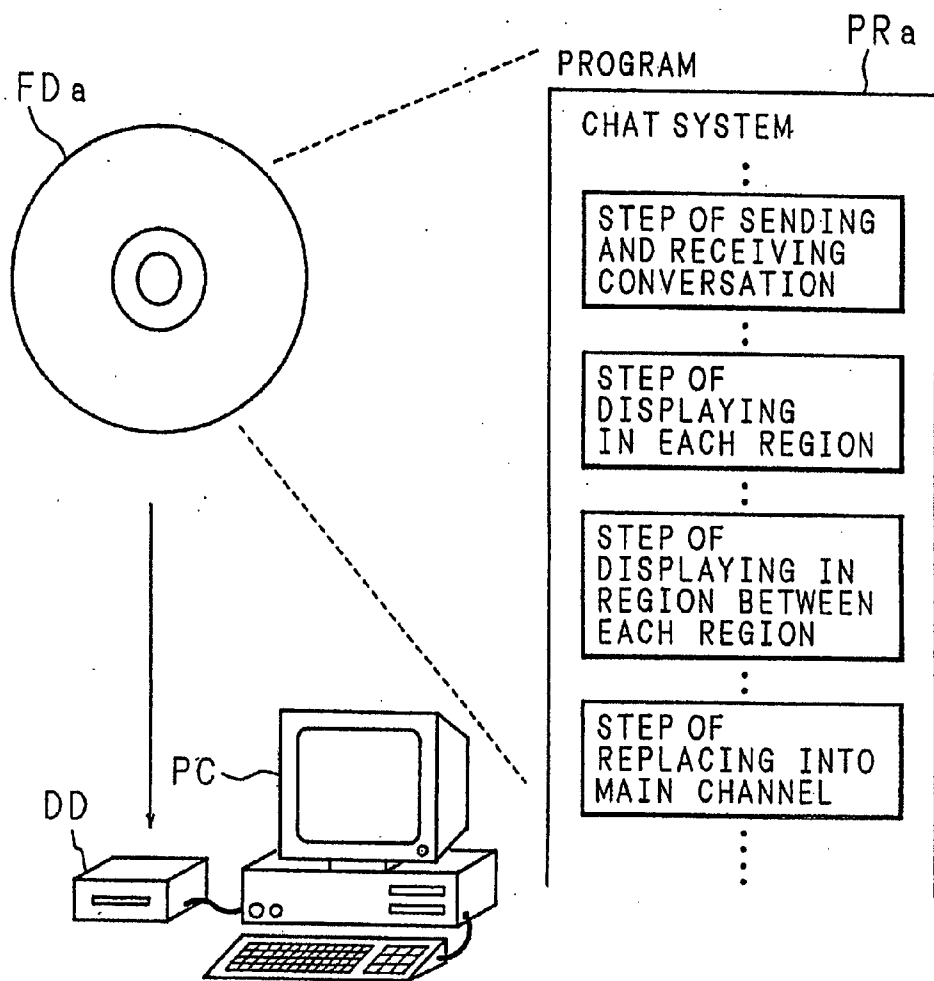 FDa
PRa
PROGRAM
CHAT SYSTEM
STEP OF SENDING
AND RECEIVING
CONVERSATION
STEP OF
DISPLAYING
IN EACH REGION
STEP OF
DISPLAYING IN
REGION BETWEEN
EACH REGION
STEP OF
REPLACING INTO
MAIN CHANNEL
PC
DD